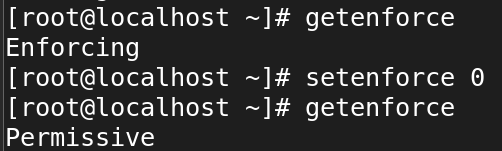 [root@localhost ~]# getenforce
Enforcing
[root@localhost ~]# setenforce 0
[root@localhost ~]# getenforce
Permissive